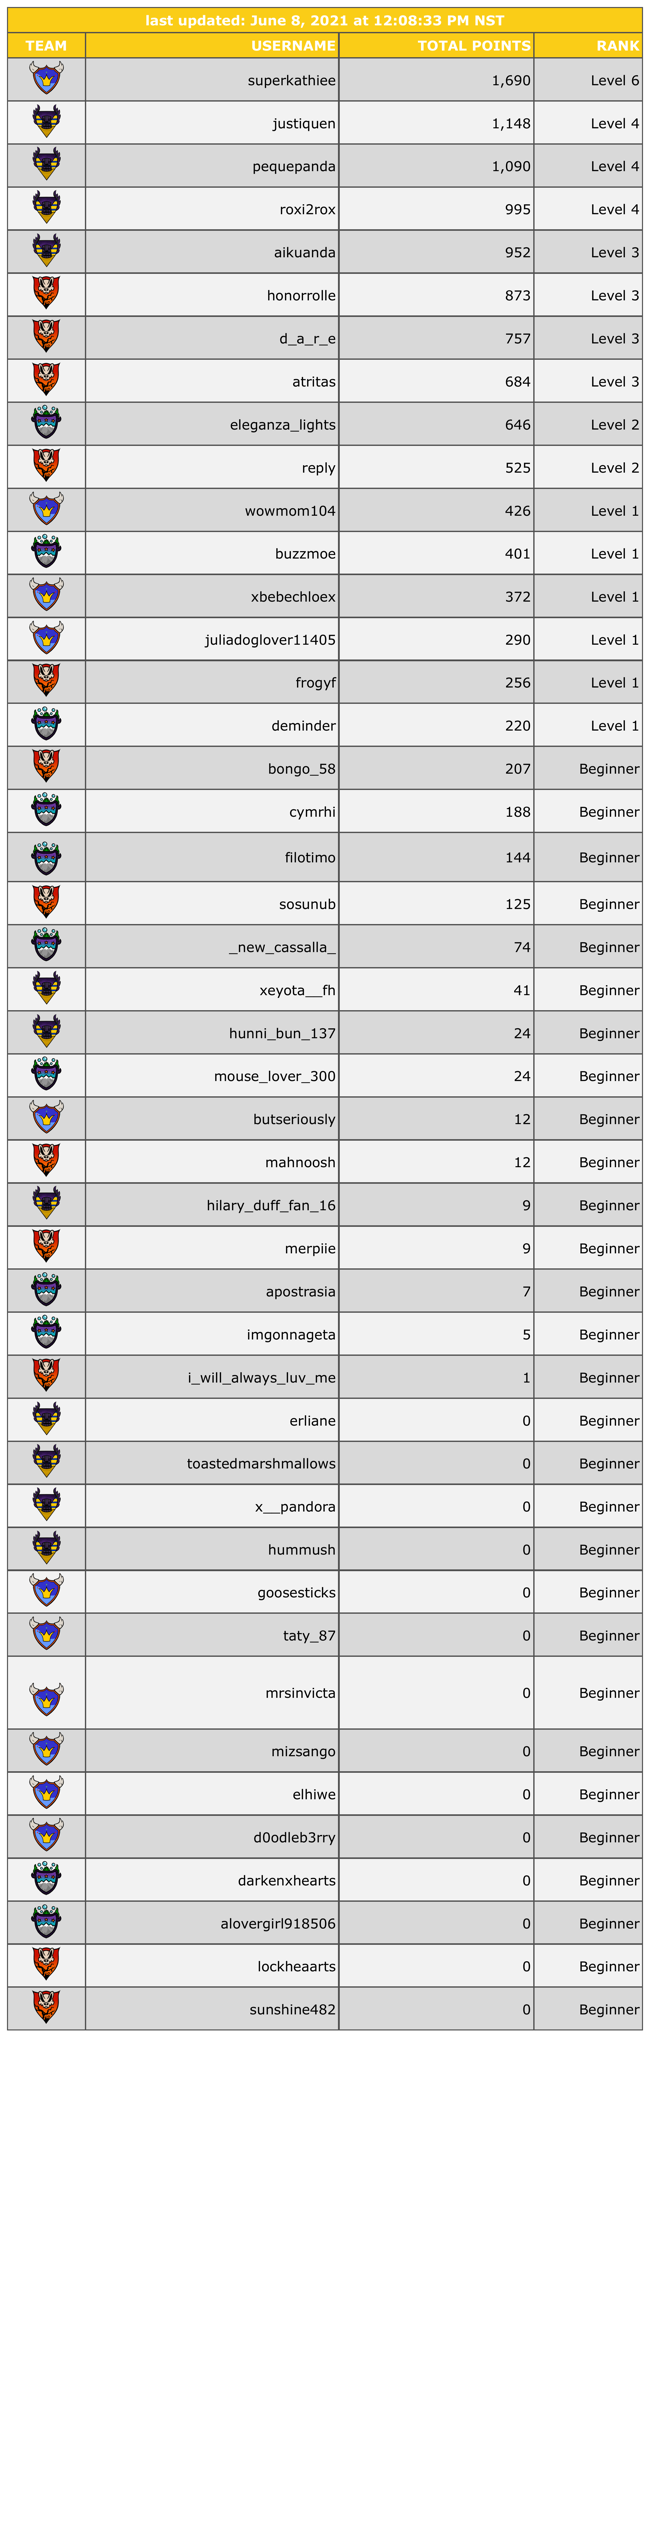 last updated: June 8, 2021 at 12:08:33 PM NST
TEAM USERNAME TOTAL POINTS RANK
superkathiee 1,690 Level 6
justiquen 1,148 Level 4
pequepanda 1,090 Level 4
roxi2rox 995 Level 4
aikuanda 952 Level 3
honorrolle 873 Level 3
d_a_r_e 757 Level 3
atritas 684 Level 3
eleganza_lights 646 Level 2
reply 525 Level 2
wowmom104 426 Level 1
buzzmoe 401 Level 1
xbebechloex 372 Level 1
juliadoglover11405 290 Level 1
frogyf 256 Level 1
deminder 220 Level 1
bongo_58 207 Beginner
cymrhi 188 Beginner
filotimo 144 Beginner
sosunub 125 Beginner
_new_cassalla_ 74 Beginner
xeyota__fh 41 Beginner
hunni_bun_137 24 Beginner
mouse_lover_300 24 Beginner
butseriously 12 Beginner
mahnoosh 12 Beginner
hilary_duff_fan_16 9 Beginner
merpiie 9 Beginner
apostrasia 7 Beginner
imgonnageta 5 Beginner
i_will_always_luv_me 1 Beginner
erliane 0 Beginner
toastedmarshmallows 0 Beginner
x__pandora 0 Beginner
hummush 0 Beginner
goosesticks 0 Beginner
taty_87 0 Beginner
mrsinvicta 0 Beginner
mizsango 0 Beginner
elhiwe 0 Beginner
d0odleb3rry 0 Beginner
darkenxhearts 0 Beginner
alovergirl918506 0 Beginner
lockheaarts 0 Beginner
sunshine482 0 Beginner